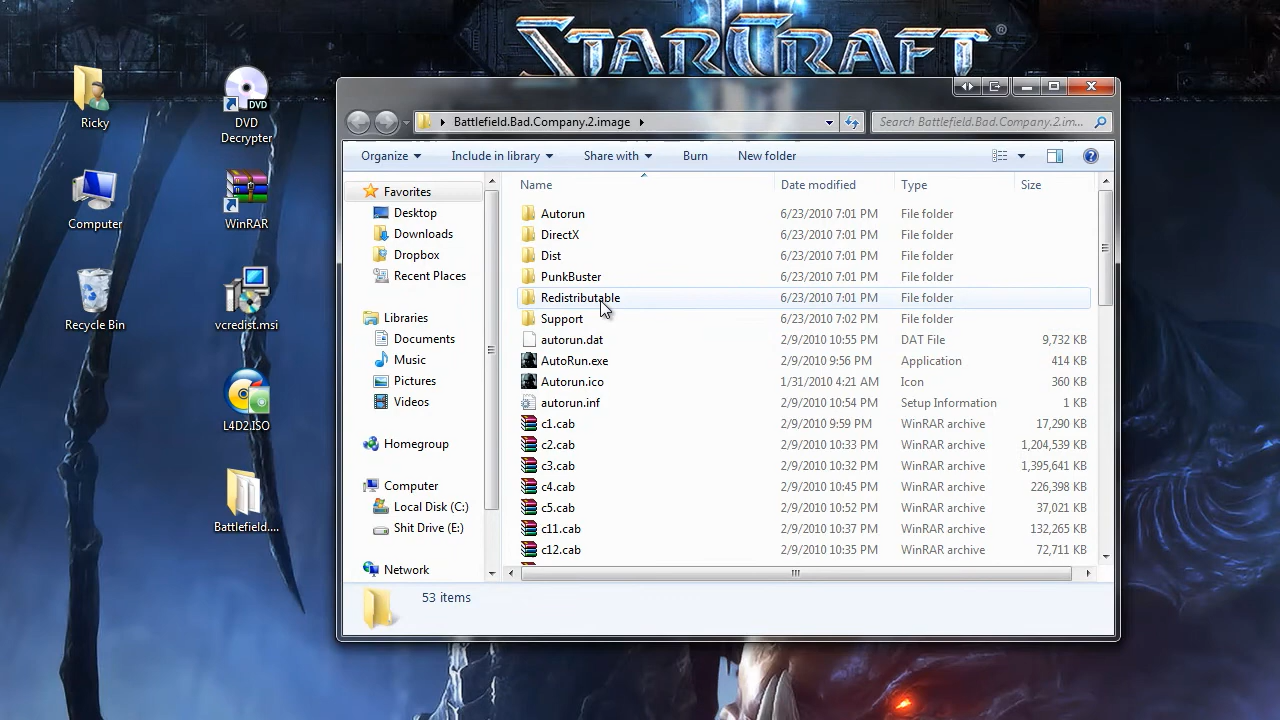 STARCRAFT
II
®
Ricky
DVD
DVD
Decrypter
Computer
WinRAR
Recycle Bin
vcredist.msi
L4D2.ISO
Battlefield....
Battlefield.Bad.Company.2.image
Search Battlefield.Bad.Company.2.im...
Organize Include in library Share with Burn New folder
Favorites
Desktop
Downloads
Dropbox
Recent Places
Libraries
Documents
Music
Pictures
Videos
Homegroup
Computer
Local Disk (C:)
Shit Drive (E:)
Network
Name Date modified Type Size
Autorun 6/23/2010 7:01 PM File folder
DirectX 6/23/2010 7:01 PM File folder
Dist 6/23/2010 7:01 PM File folder
PunkBuster 6/23/2010 7:01 PM File folder
Redistributable 6/23/2010 7:01 PM File folder
Support 6/23/2010 7:02 PM File folder
autorun.dat 2/9/2010 10:55 PM DAT File 9,732 KB
AutoRun.exe 2/9/2010 9:56 PM Application 414 KB
Autorun.ico 1/31/2010 4:21 AM Icon 360 KB
autorun.inf 2/9/2010 10:54 PM Setup Information 1 KB
c1.cab 2/9/2010 9:59 PM WinRAR archive 17,290 KB
c2.cab 2/9/2010 10:33 PM WinRAR archive 1,204,539 KB
c3.cab 2/9/2010 10:32 PM WinRAR archive 1,395,641 KB
c4.cab 2/9/2010 10:45 PM WinRAR archive 226,398 KB
c5.cab 2/9/2010 10:52 PM WinRAR archive 37,021 KB
c11.cab 2/9/2010 10:37 PM WinRAR archive 132,265 KB
c12.cab 2/9/2010 10:35 PM WinRAR archive 72,711 KB
53 items